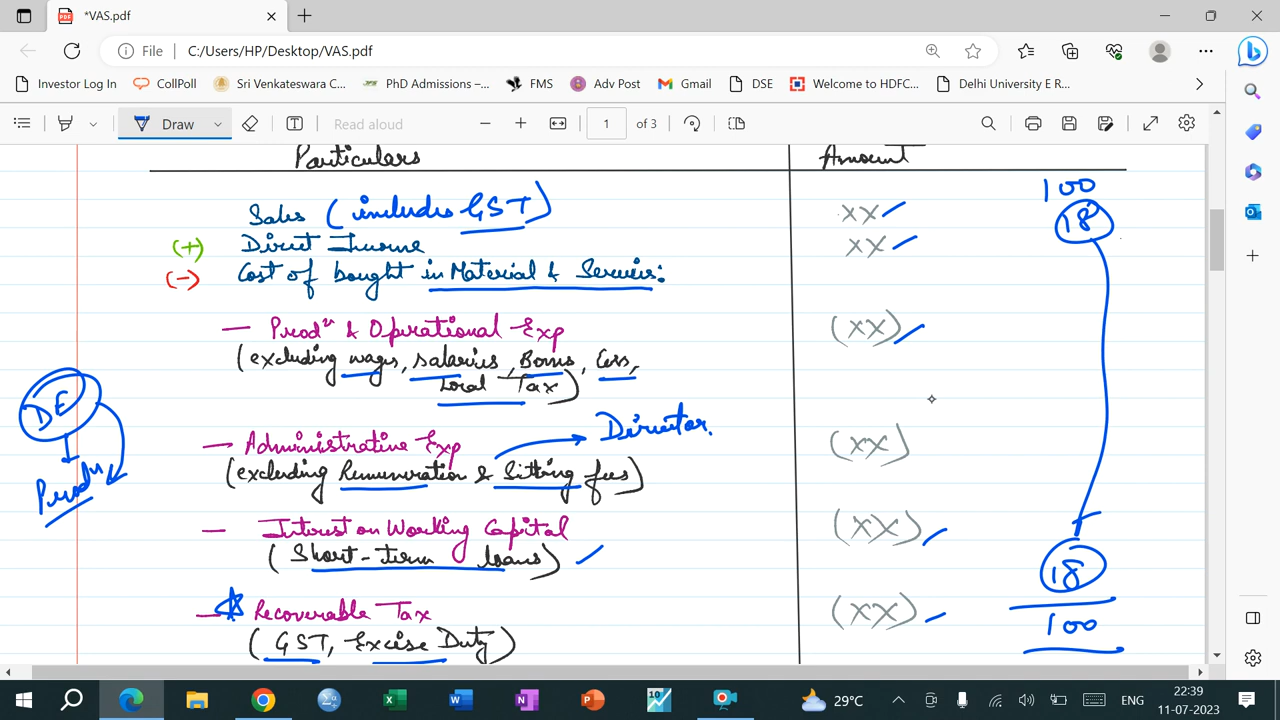 *VAS.pdf
File C:/Users/HP/Desktop/VAS.pdf
Investor Log In CollPoll Sri Venkateswara C... PhD Admissions –... FMS Adv Post Gmail DSE Welcome to HDFC... Delhi University E R...
Draw Read aloud 1 of 3
Particulars Amount
100
Sales (includes GST) XX 18
(+) Direct Income XX
(-) Cost of bought in Material & Services:
— Prodⁿ & Operational Exp (XX)
(excluding wages, salaries, Bonus, Cess,
Local Tax)
DE
Prodⁿ
Director.
— Administrative Exp (XX)
(excluding Remuneration & Sitting fees)
— Interest on Working Capital (XX)
(Short-term loans)
18
— Recoverable Tax (XX)
100
(GST, Excise Duty)
29°C ENG 22:39
11-07-2023